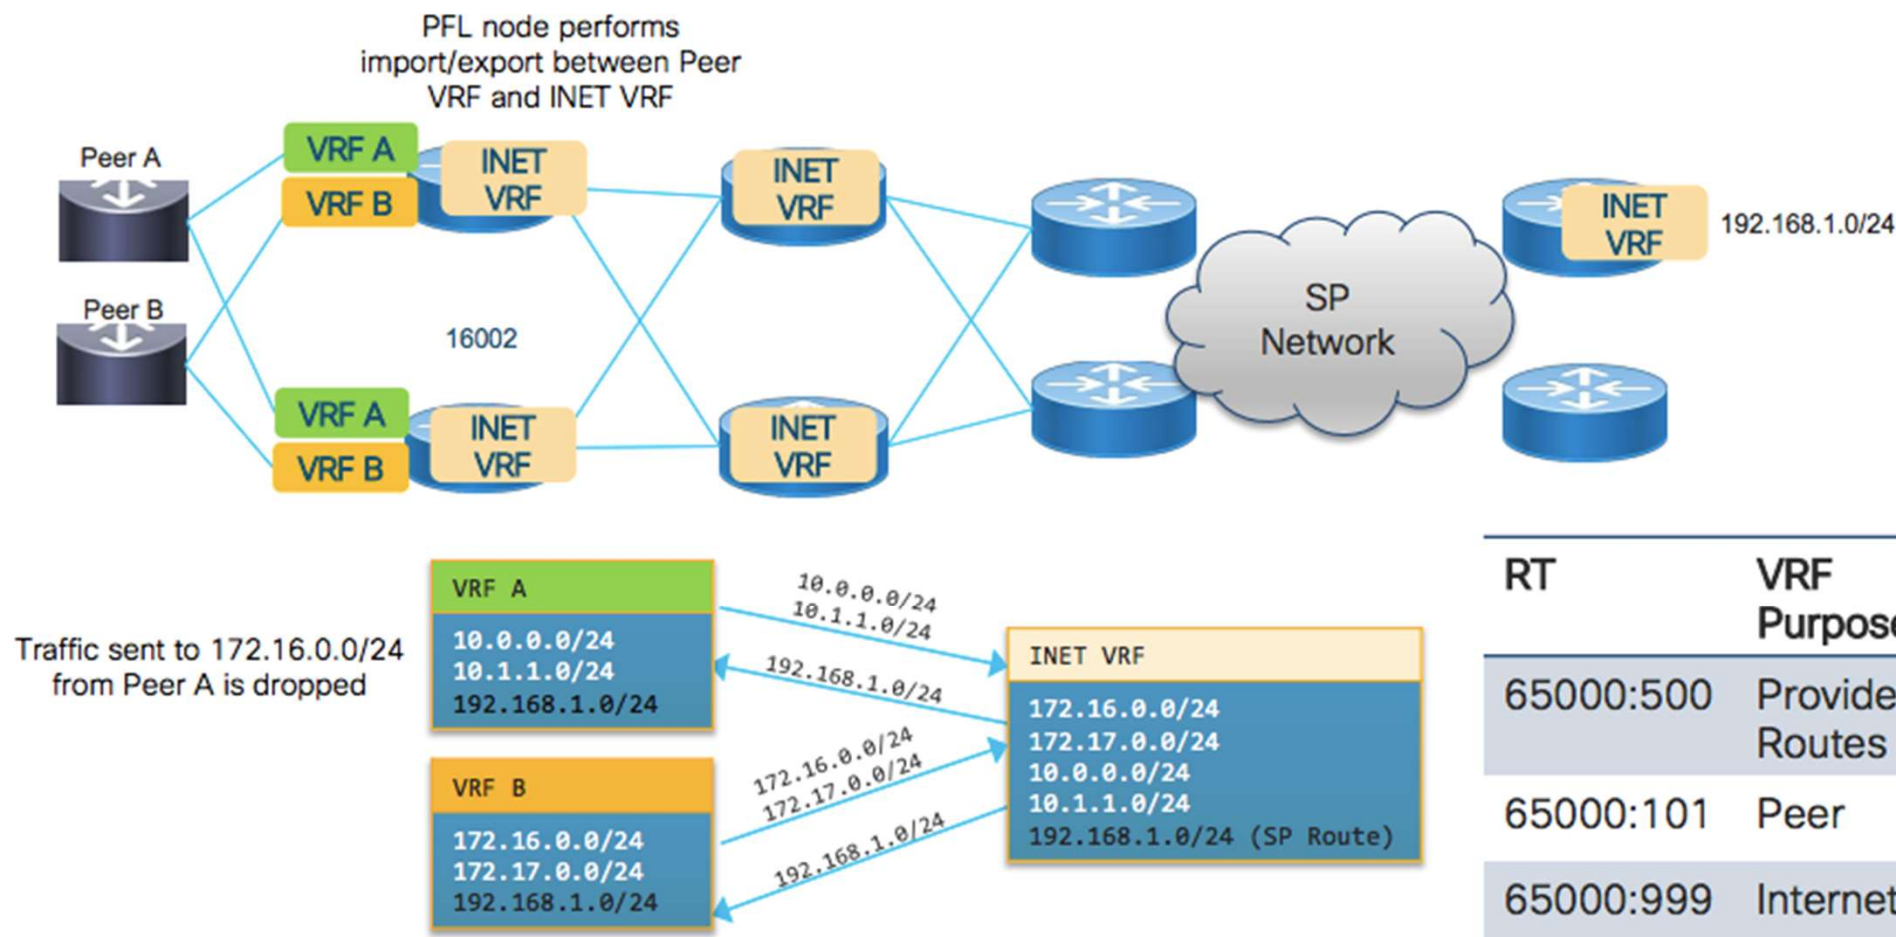 PFL node performs
import/export between Peer
VRF and INET VRF
Peer A
VRF A
VRF B
INET
VRF
INET
VRF
INET
VRF
192.168.1.0/24
Peer B
16002
SP
Network
VRF A
VRF B
INET
VRF
INET
VRF
Traffic sent to 172.16.0.0/24
from Peer A is dropped
VRF A
10.0.0.0/24
10.1.1.0/24
192.168.1.0/24
VRF B
172.16.0.0/24
172.17.0.0/24
192.168.1.0/24
10.0.0.0/24
10.1.1.0/24
192.168.1.0/24
172.16.0.0/24
172.17.0.0/24
192.168.1.0/24
INET VRF
172.16.0.0/24
172.17.0.0/24
10.0.0.0/24
10.1.1.0/24
192.168.1.0/24 (SP Route)
RT VRF
Purpose
65000:500 Provide
Routes
65000:101 Peer
65000:999 Internet